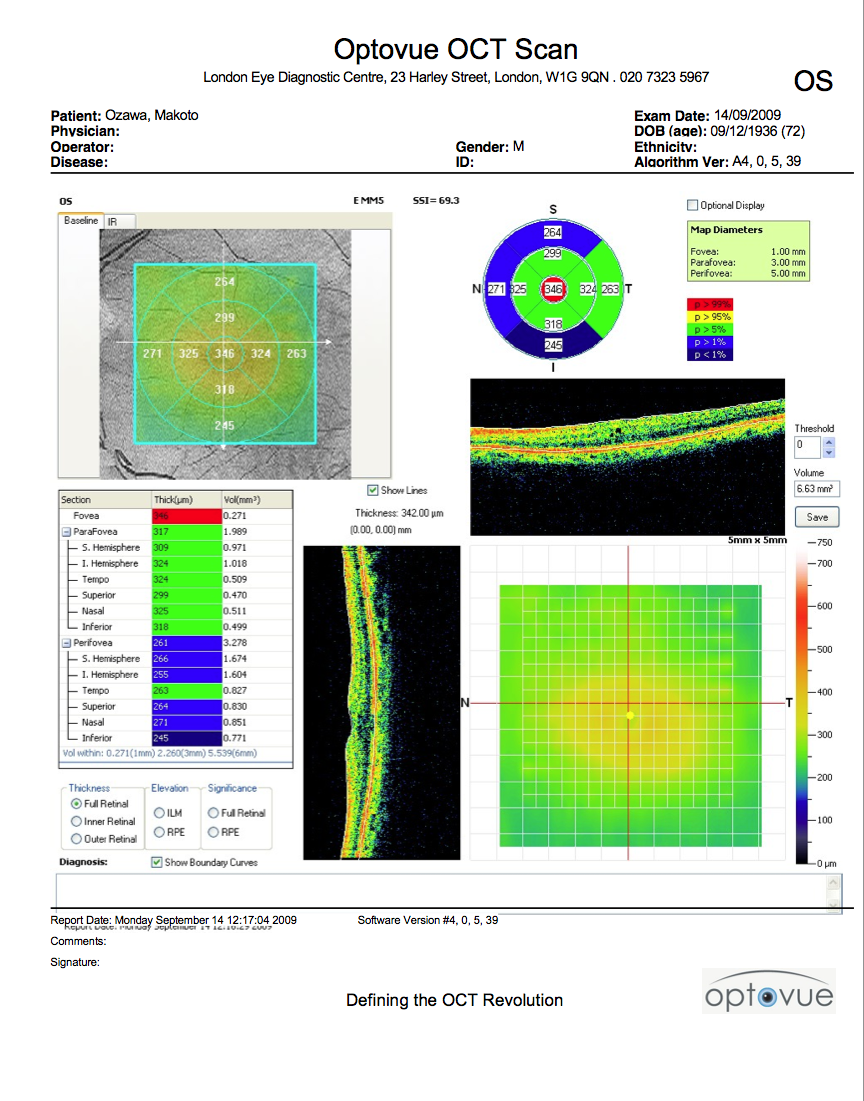 Optovue OCT Scan
London Eye Diagnostic Centre, 23 Harley Street, London, W1G 9QN . 020 7323 5967
OS
Patient: Ozawa, Makoto
Exam Date: 14/09/2009
Physician:
DOB (age): 09/12/1936 (72)
Operator:
Gender: M
Ethnicity:
Disease:
ID:
Algorithm Ver: A4, 0, 5, 39
OS
E MM5
SSI= 69.3
Baseline
IR
264
299
271 325 346 324 263
318
245
S
264
299
N 271 325 346 324 263 T
318
245
I
Optional Display
Map Diameters
Fovea: 1.00 mm
Parafovea: 3.00 mm
Perifovea: 5.00 mm
p > 99%
p > 95%
p > 5%
p > 1%
p < 1%
Threshold
0
Volume
6.63 mm³
Save
Show Lines
Thickness: 342.00 µm
(0.00, 0.00) mm
Section Thick(µm) Vol(mm³)
Fovea 346 0.271
ParaFovea 317 1.989
S. Hemisphere 309 0.971
I. Hemisphere 324 1.018
Tempo 324 0.509
Superior 299 0.470
Nasal 325 0.511
Inferior 318 0.499
Perifovea 261 3.278
S. Hemisphere 266 1.674
I. Hemisphere 255 1.604
Tempo 263 0.827
Superior 264 0.830
Nasal 271 0.851
Inferior 245 0.771
Vol within: 0.271(1mm) 2.260(3mm) 5.539(6mm)
5mm x 5mm
N
T
750
700
600
500
400
300
200
100
0 µm
Thickness
Full Retinal
Inner Retinal
Outer Retinal
Elevation
ILM
RPE
Significance
Full Retinal
RPE
Diagnosis:
Show Boundary Curves
Report Date: Monday September 14 12:17:04 2009
Software Version #4, 0, 5, 39
Report Date: Monday September 14 12:16:29 2009
Comments:
Signature:
Defining the OCT Revolution
optovue